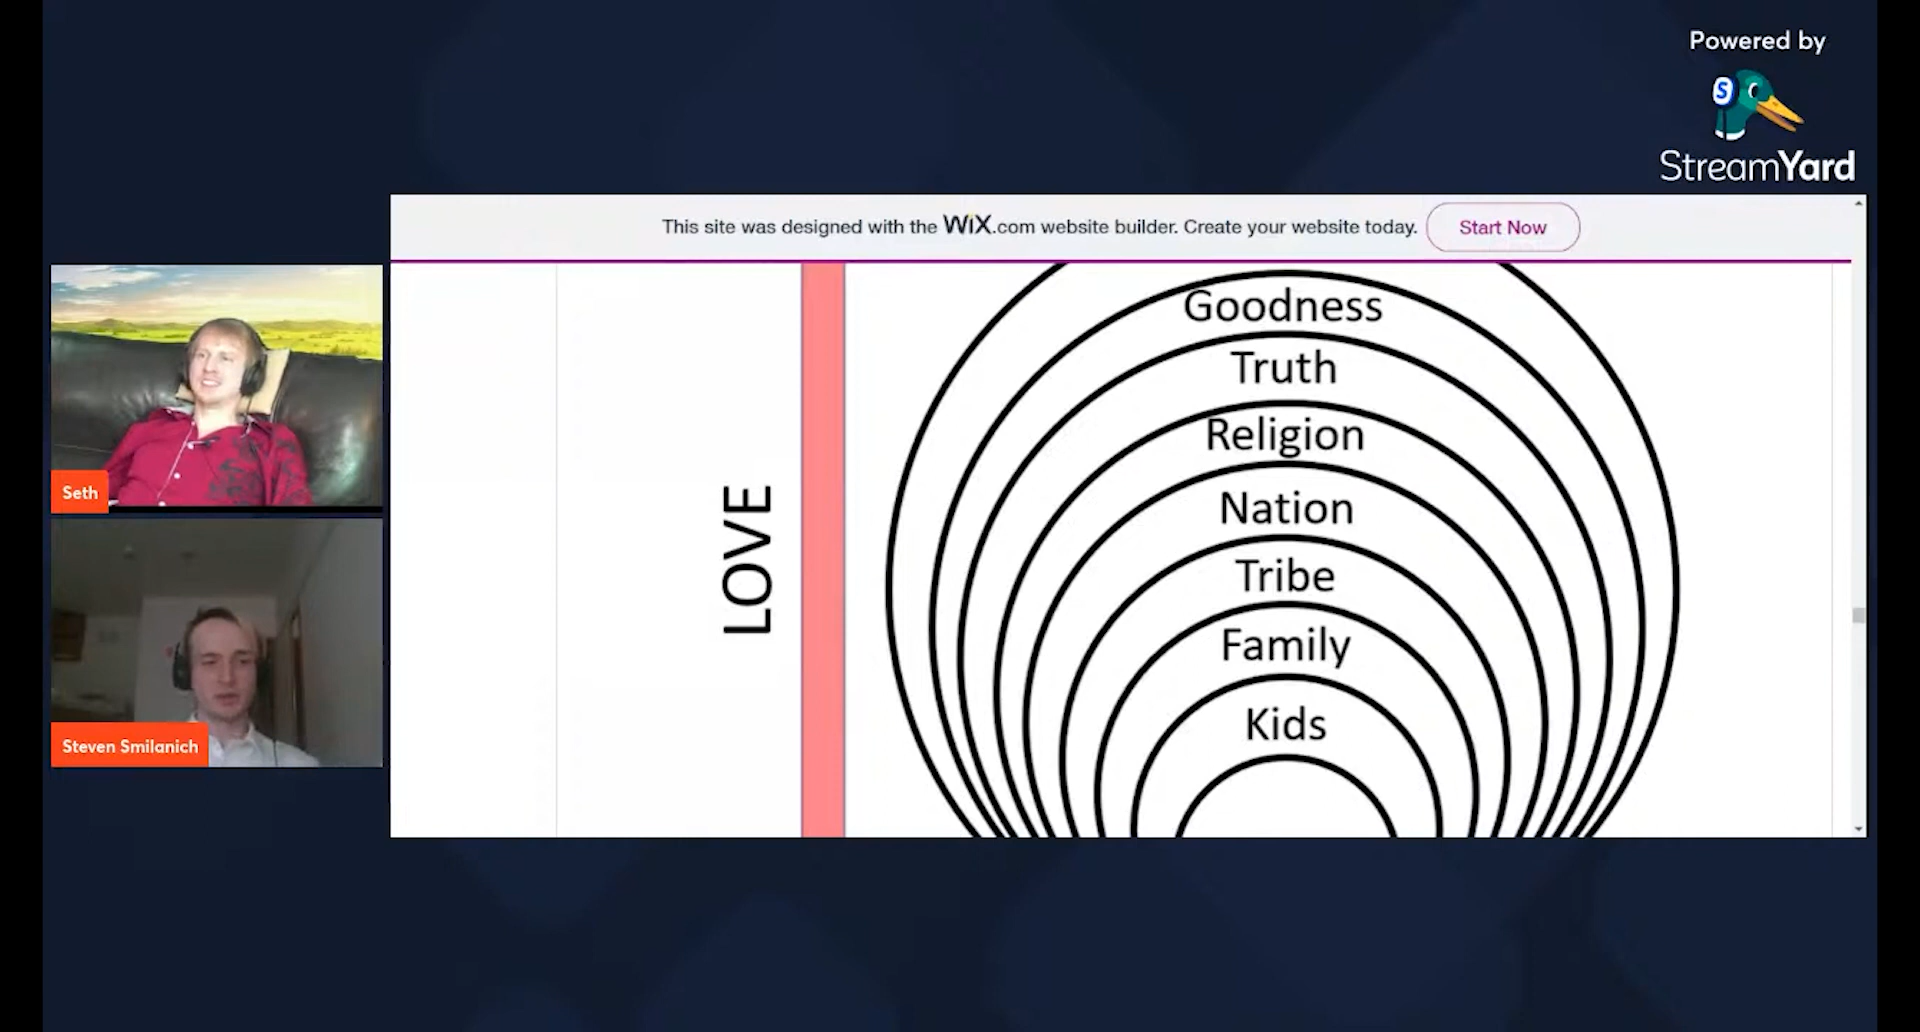 Powered by
S
StreamYard
This site was designed with the WiX.com website builder. Create your website today.
Start Now
Seth
Steven Smilanich
LOVE
Goodness
Truth
Religion
Nation
Tribe
Family
Kids